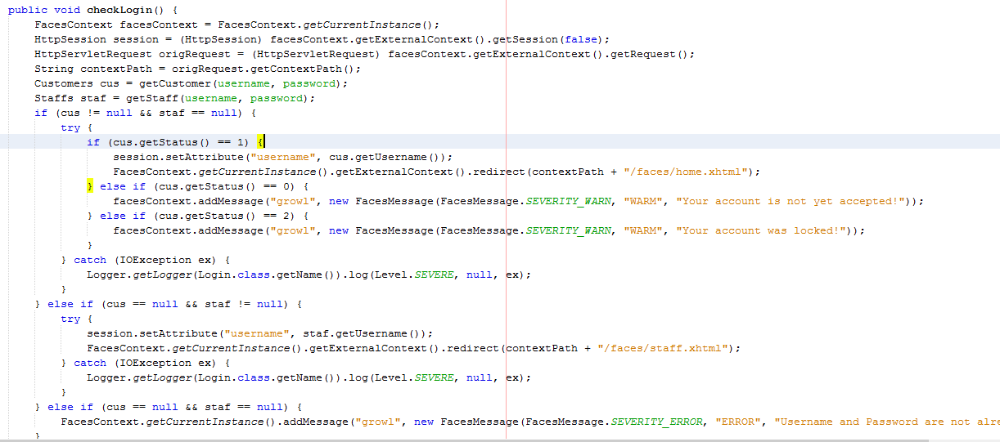 public void checkLogin() {
    FacesContext facesContext = FacesContext.getCurrentInstance();
    HttpSession session = (HttpSession) facesContext.getExternalContext().getSession(false);
    HttpServletRequest origRequest = (HttpServletRequest) facesContext.getExternalContext().getRequest();
    String contextPath = origRequest.getContextPath();
    Customers cus = getCustomer(username, password);
    Staffs staf = getStaff(username, password);
    if (cus != null && staf == null) {
        try {
            if (cus.getStatus() == 1) {
                session.setAttribute("username", cus.getUsername());
                FacesContext.getCurrentInstance().getExternalContext().redirect(contextPath + "/faces/home.xhtml");
            } else if (cus.getStatus() == 0) {
                facesContext.addMessage("growl", new FacesMessage(FacesMessage.SEVERITY_WARN, "WARM", "Your account is not yet accepted!"));
            } else if (cus.getStatus() == 2) {
                facesContext.addMessage("growl", new FacesMessage(FacesMessage.SEVERITY_WARN, "WARM", "Your account was locked!"));
            }
        } catch (IOException ex) {
            Logger.getLogger(Login.class.getName()).log(Level.SEVERE, null, ex);
        }
    } else if (cus == null && staf != null) {
        try {
            session.setAttribute("username", staf.getUsername());
            FacesContext.getCurrentInstance().getExternalContext().redirect(contextPath + "/faces/staff.xhtml");
        } catch (IOException ex) {
            Logger.getLogger(Login.class.getName()).log(Level.SEVERE, null, ex);
        }
    } else if (cus == null && staf == null) {
        FacesContext.getCurrentInstance().addMessage("growl", new FacesMessage(FacesMessage.SEVERITY_ERROR, "ERROR", "Username and Password are not alre
    }